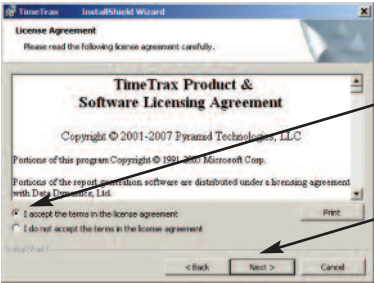 TimeTrax InstallShield Wizard
License Agreement
Please read the following license agreement carefully.
TimeTrax Product &
Software Licensing Agreement
Copyright © 2001-2007 Pyramid Technologies, LLC
Portions of this program Copyright © 1991-2003 Microsoft Corp.
Portions of the report generation software are distributed under a licensing agreement
with Data Dynamics, Ltd.
I accept the terms in the license agreement
Print
I do not accept the terms in the license agreement
InstallShield
< Back
Next >
Cancel